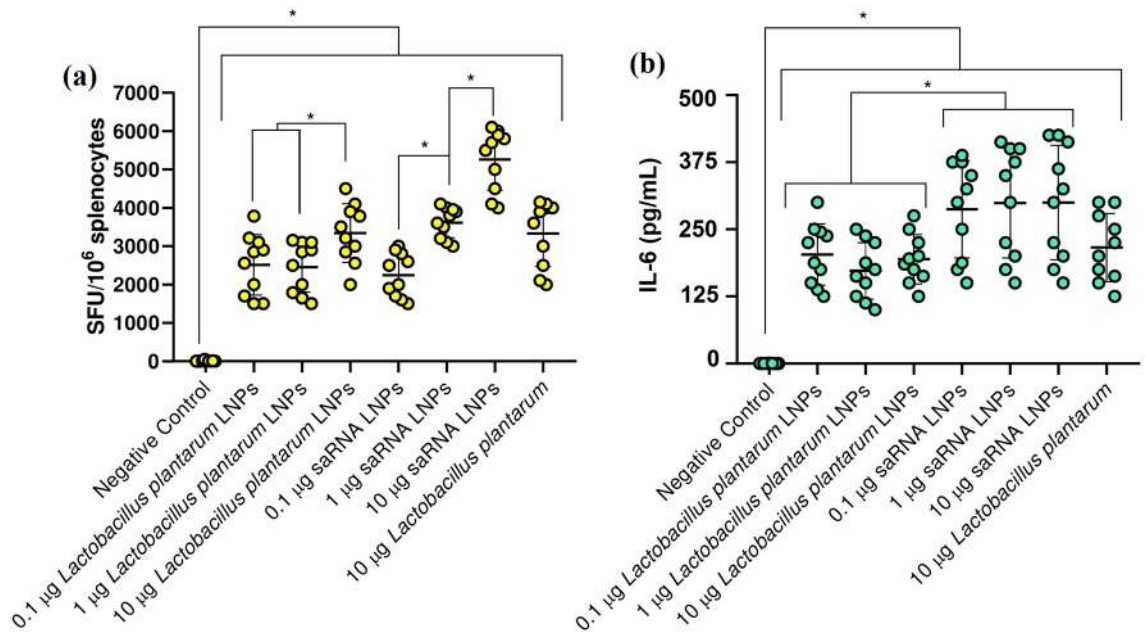 (a)
*
*
*
*
SFU/10⁶ splenocytes
7000
6000
5000
4000
3000
2000
1000
0
Negative Control
0.1 µg Lactobacillus plantarum LNPs
1 µg Lactobacillus plantarum LNPs
10 µg Lactobacillus plantarum LNPs
0.1 µg saRNA LNPs
1 µg saRNA LNPs
10 µg saRNA LNPs
10 µg Lactobacillus plantarum
(b)
*
*
IL-6 (pg/mL)
500
375
250
125
0
Negative Control
0.1 µg Lactobacillus plantarum LNPs
1 µg Lactobacillus plantarum LNPs
10 µg Lactobacillus plantarum LNPs
0.1 µg saRNA LNPs
1 µg saRNA LNPs
10 µg saRNA LNPs
10 µg Lactobacillus plantarum